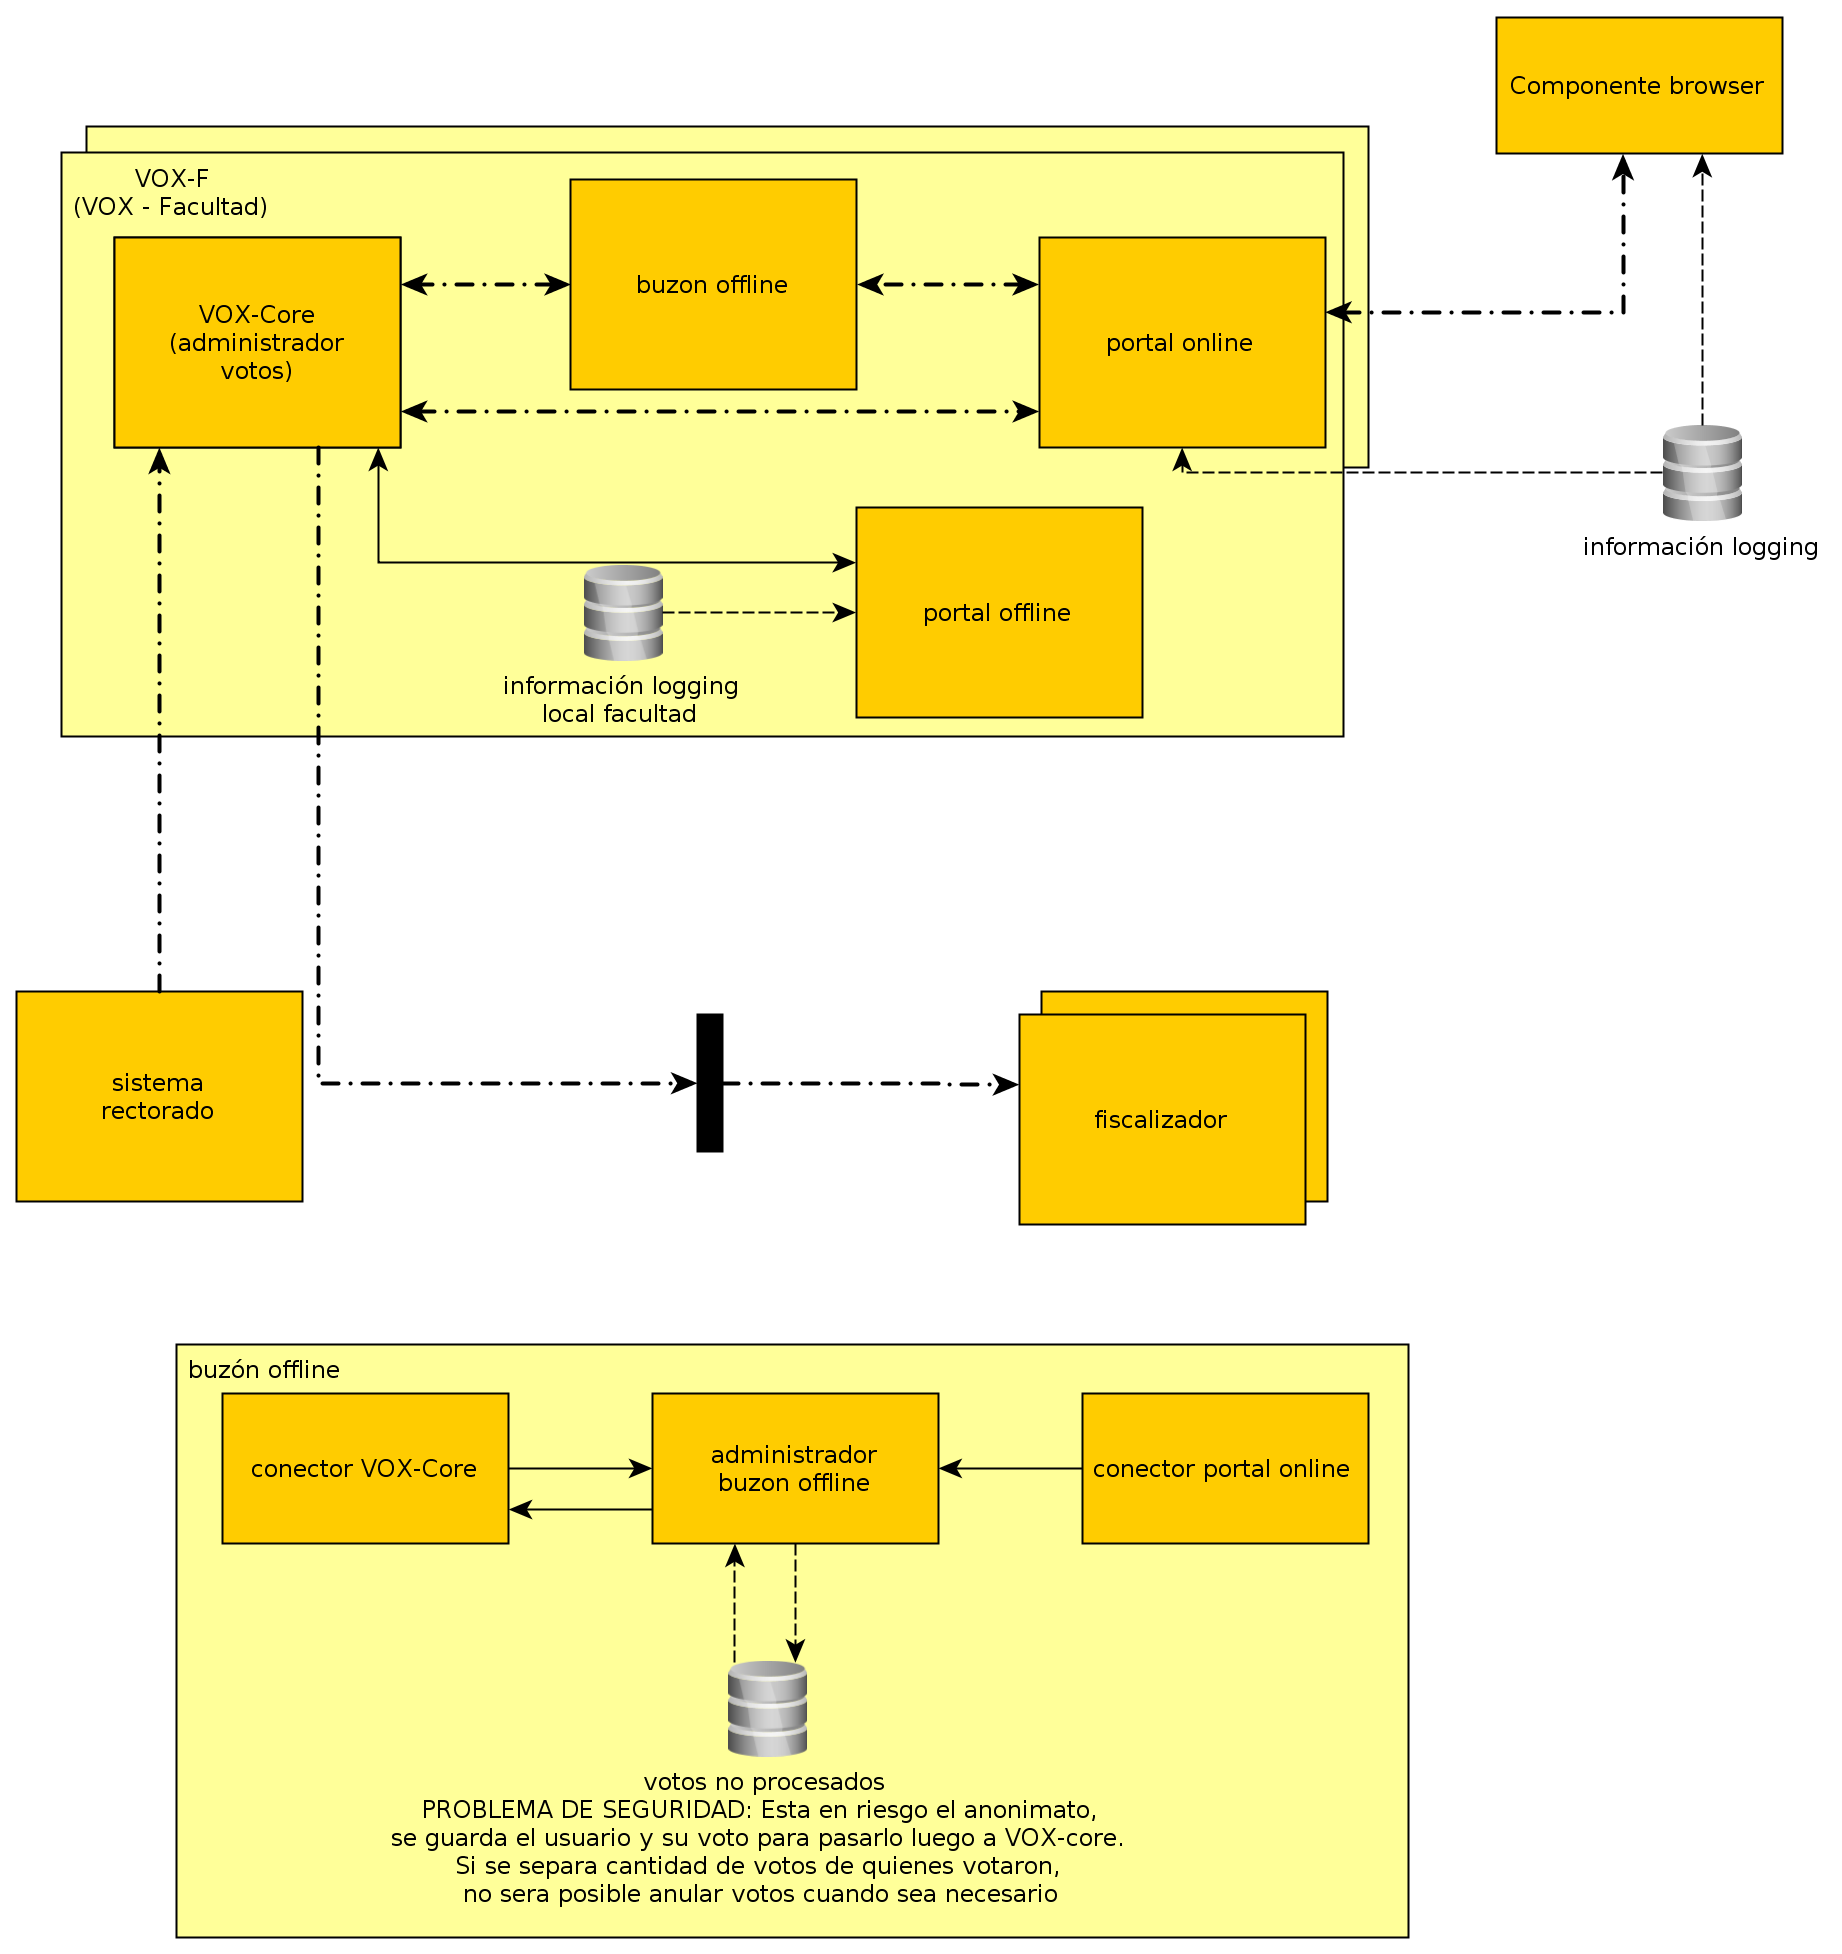 Componente browser
VOX-F
(VOX - Facultad)
VOX-Core
(administrador
votos)
buzon offline
portal online
información logging
portal offline
información logging
local facultad
sistema
rectorado
fiscalizador
buzón offline
conector VOX-Core
administrador
buzon offline
conector portal online
votos no procesados
PROBLEMA DE SEGURIDAD: Esta en riesgo el anonimato,
se guarda el usuario y su voto para pasarlo luego a VOX-core.
Si se separa cantidad de votos de quienes votaron,
no sera posible anular votos cuando sea necesario